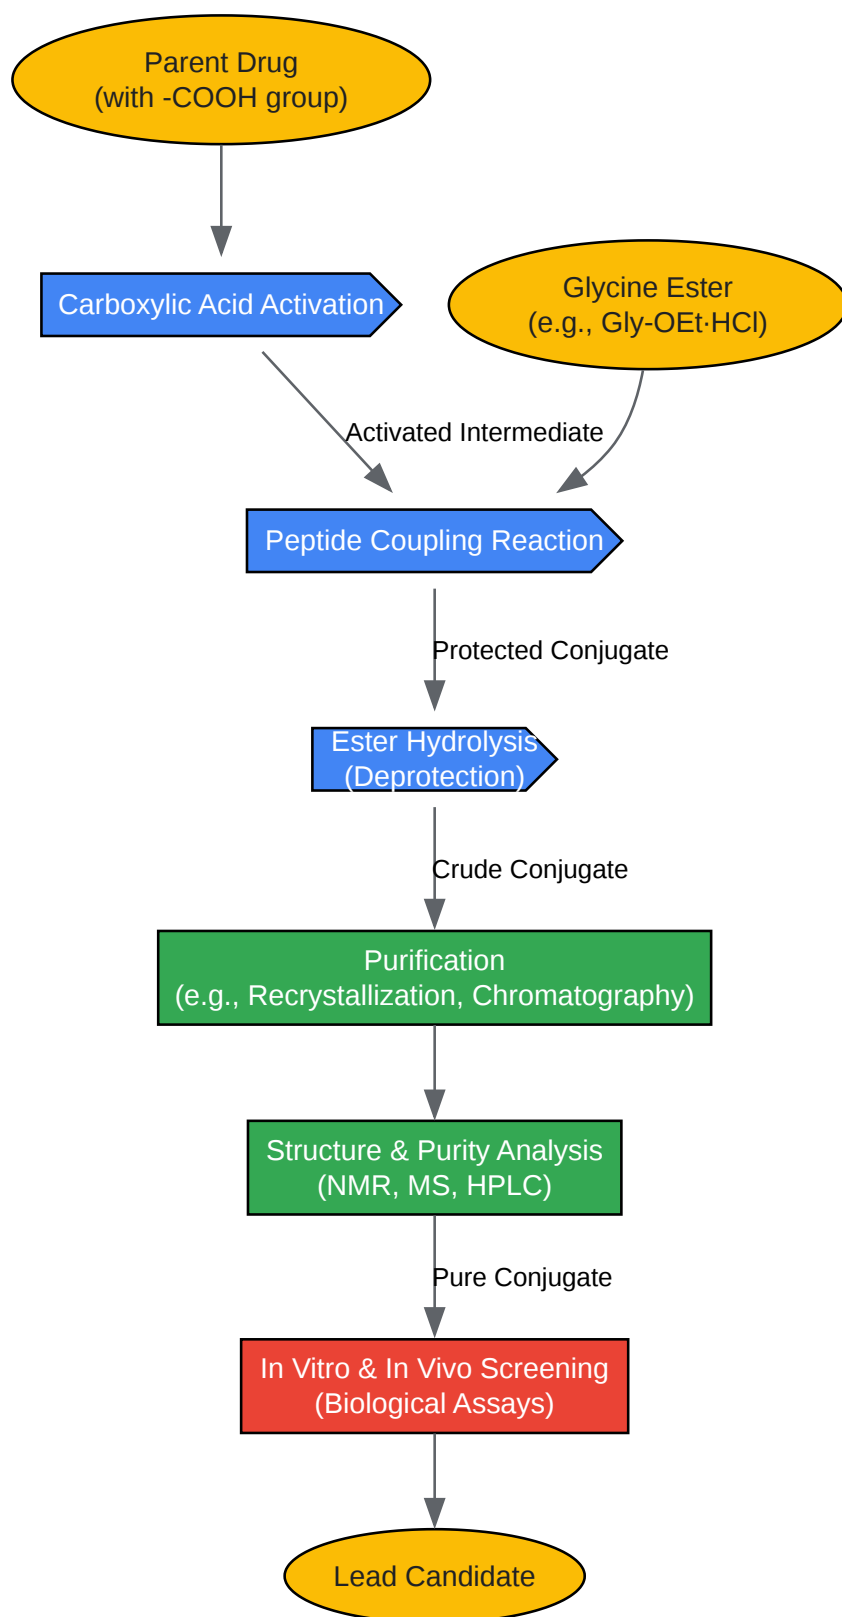 Parent Drug
(with -COOH group)
Carboxylic Acid Activation
Glycine Ester
(e.g., Gly-OEt·HCl)
Activated Intermediate
Peptide Coupling Reaction
Protected Conjugate
Ester Hydrolysis
(Deprotection)
Crude Conjugate
Purification
(e.g., Recrystallization, Chromatography)
Structure & Purity Analysis
(NMR, MS, HPLC)
Pure Conjugate
In Vitro & In Vivo Screening
(Biological Assays)
Lead Candidate